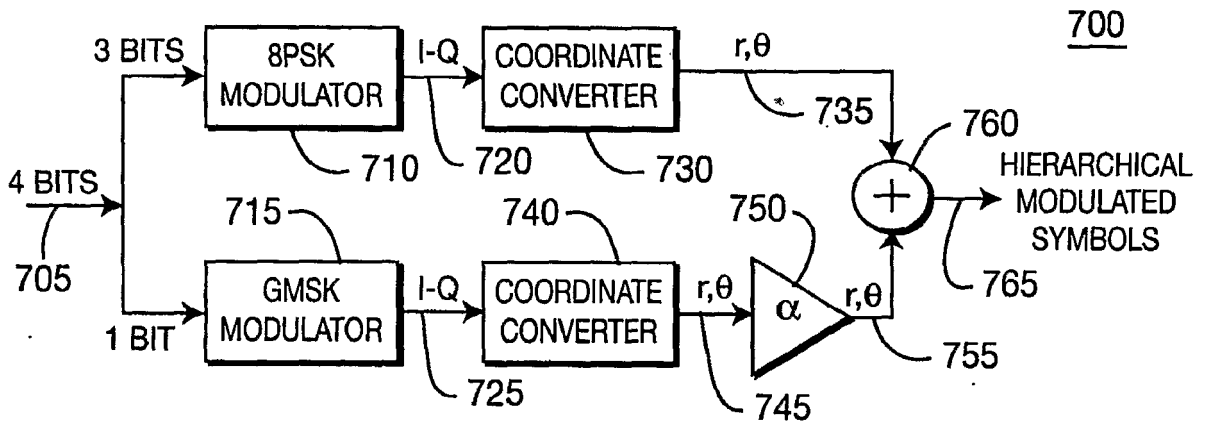 700
3 BITS
8PSK
MODULATOR
I-Q
COORDINATE
CONVERTER
r,θ
710
720
730
735
760
4 BITS
705
+
HIERARCHICAL
MODULATED
SYMBOLS
765
715
740
750
1 BIT
GMSK
MODULATOR
I-Q
COORDINATE
CONVERTER
r,θ
α
r,θ
725
745
755